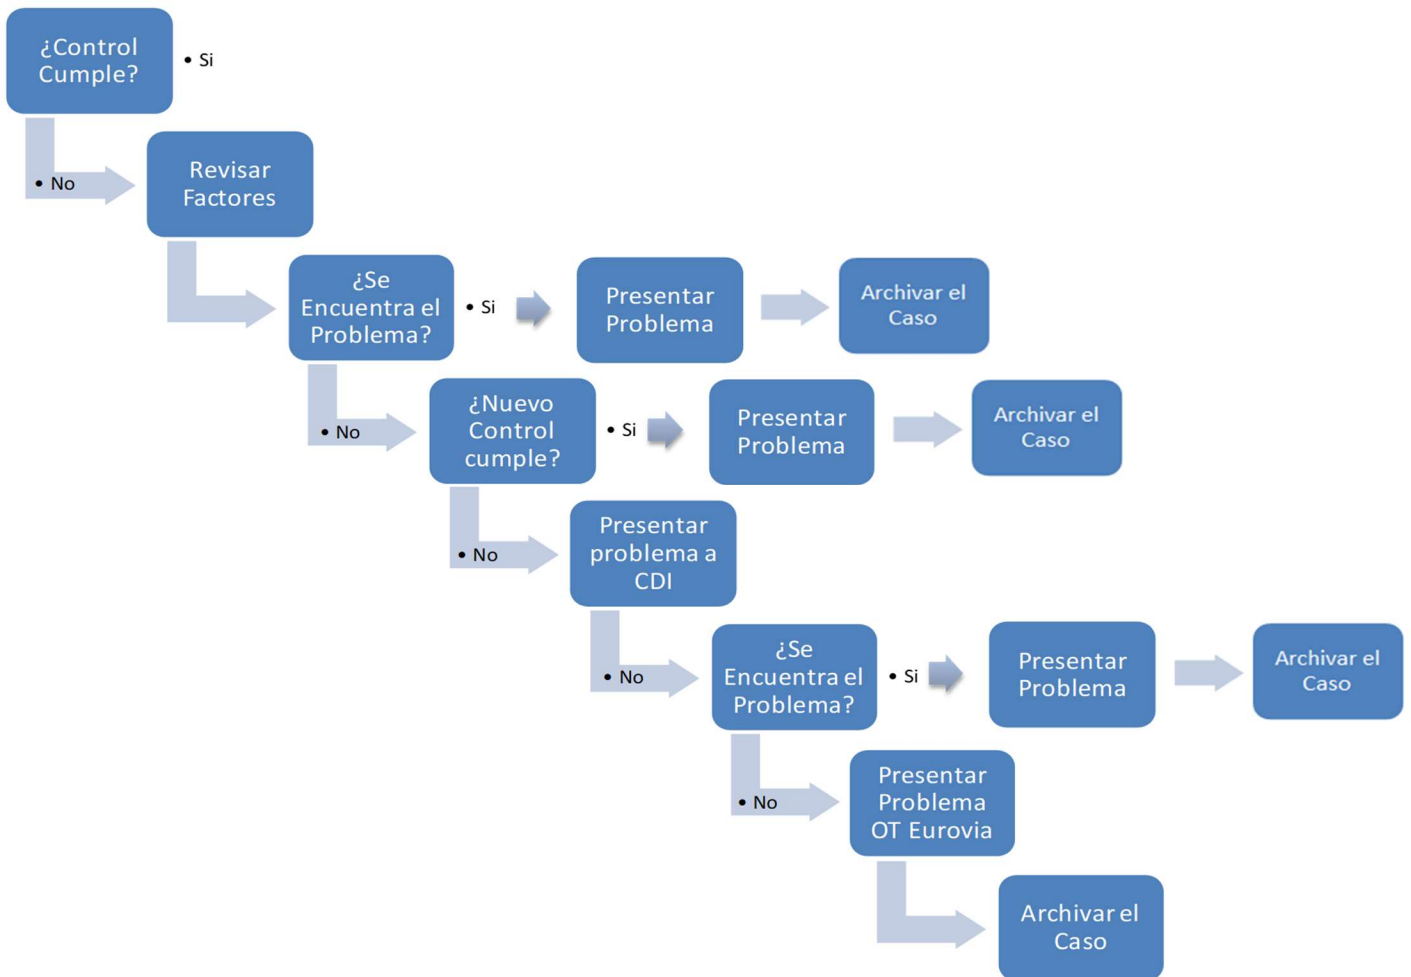 ¿Control
Cumple?
• Si
• No
Revisar
Factores
¿Se
Encuentra el
Problema?
• Si
Presentar
Problema
Archivar el
Caso
• No
¿Nuevo
Control
cumple?
• Si
Presentar
Problema
Archivar el
Caso
• No
Presentar
problema a
CDI
• No
¿Se
Encuentra el
Problema?
• Si
Presentar
Problema
Archivar el
Caso
• No
Presentar
Problema
OT Eurovia
Archivar el
Caso